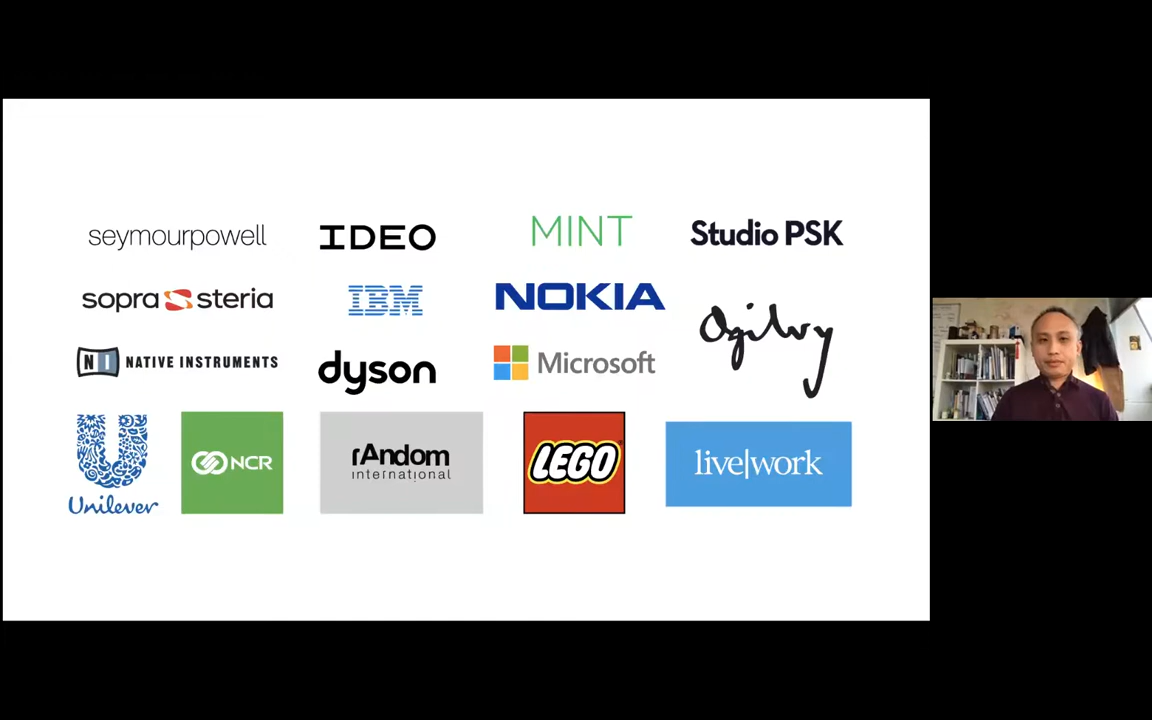 seymourpowell
IDEO
MINT
Studio PSK
sopra steria
IBM
NOKIA
Ogilvy
NI NATIVE INSTRUMENTS
dyson
Microsoft
Unilever
NCR
rAndom
international
LEGO
live|work